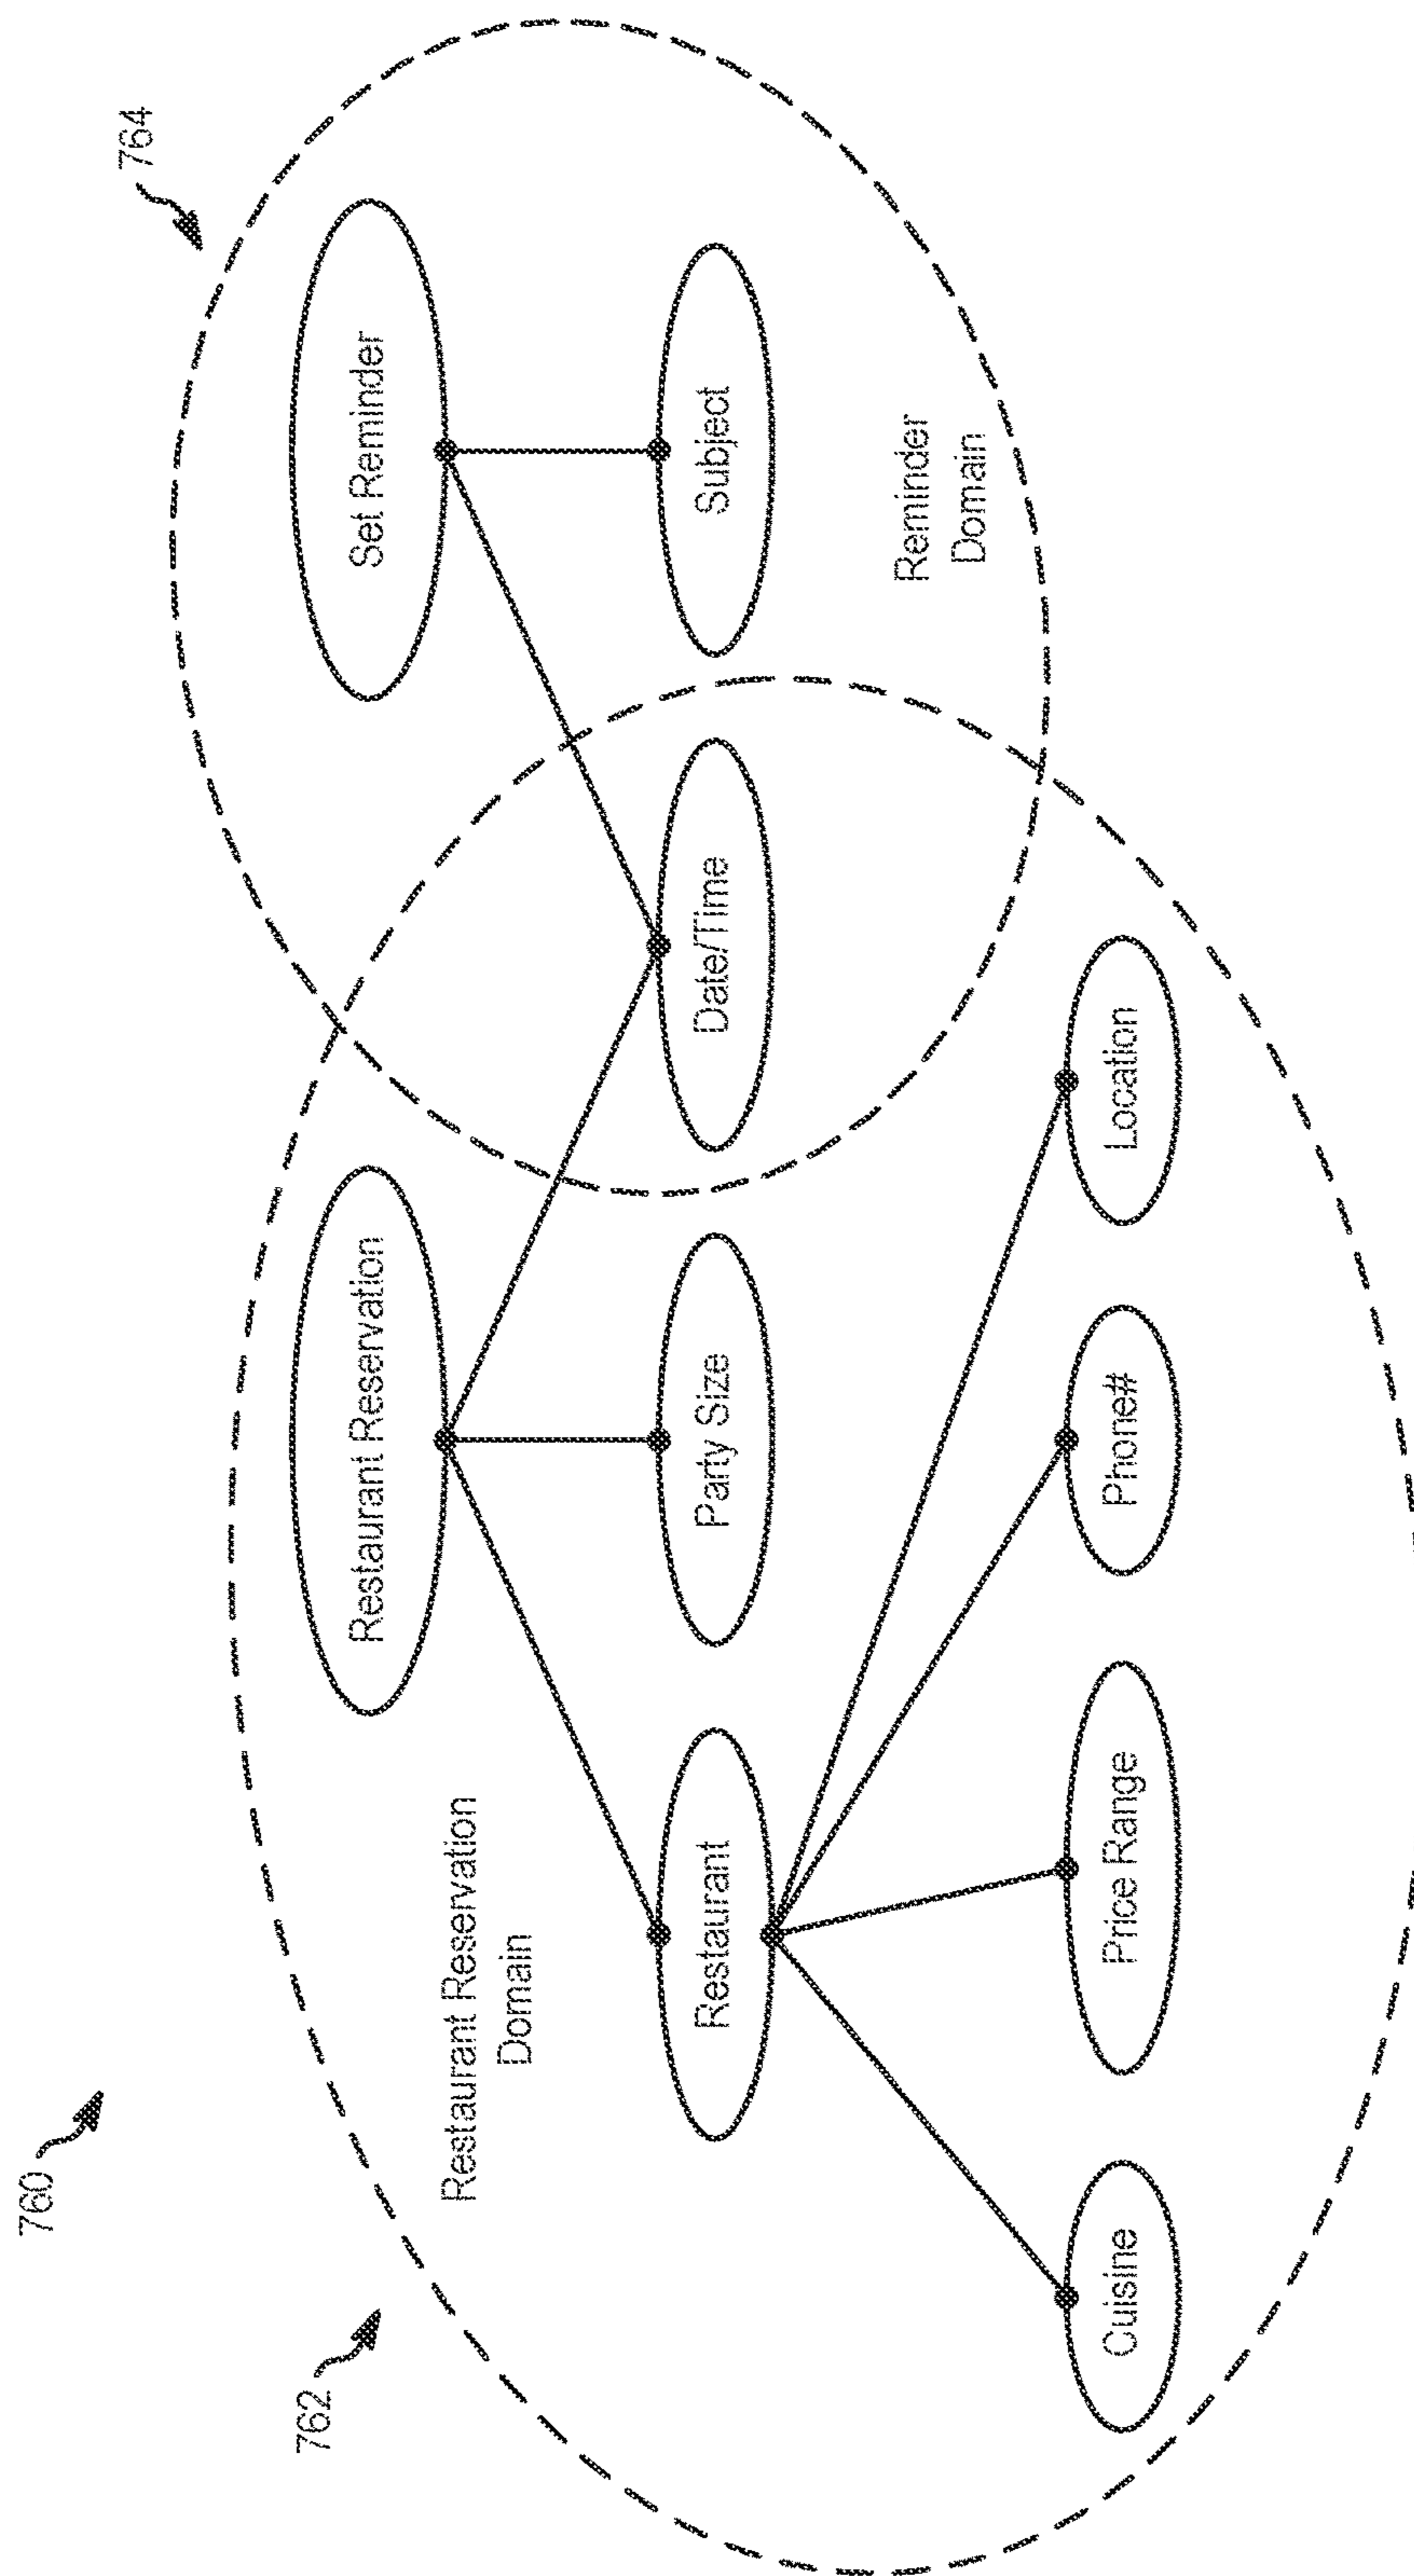 760
762
764
Restaurant Reservation
Set Reminder
Restaurant Reservation
Domain
Restaurant
Party Size
Date/Time
Subject
Reminder
Domain
Cuisine
Price Range
Phone#
Location